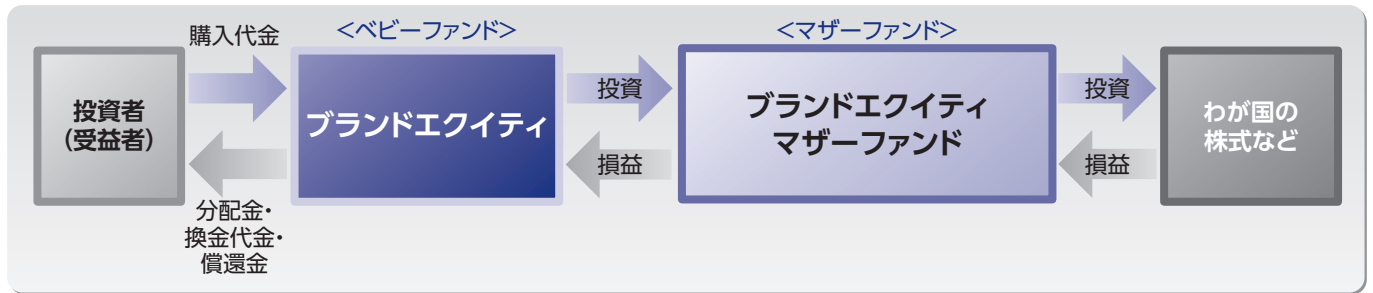 購入代金
<ベビーファンド>
<マザーファンド>
投資者
(受益者)
ブランドエクイティ
投資
損益
ブランドエクイティ
マザーファンド
投資
損益
わが国の
株式など
分配金・
換金代金・
償還金